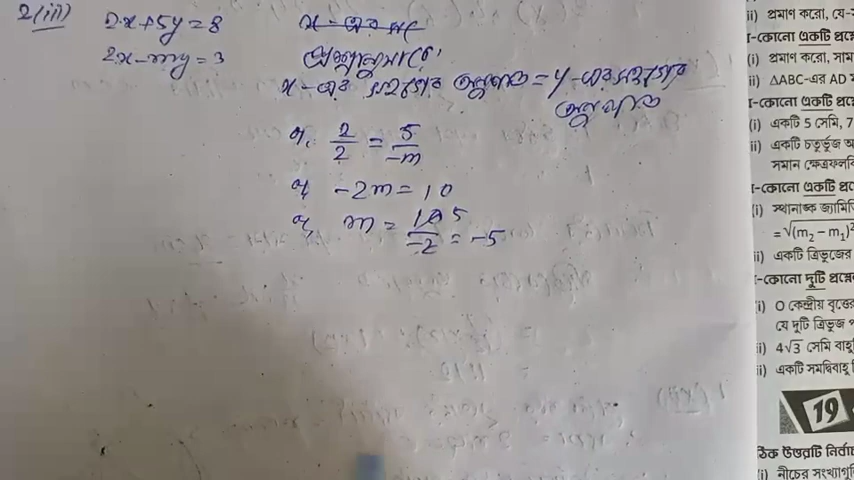 2(iii) 2x+5y=8 x-এর সহ
2x-my=3 প্রশ্নানুসারে,
x-এর সহগের অনুপাত = y-এর সহগের
অনুপাত
বা, 2/2 = 5/-m
বা -2m = 10
বা m = 10 5/-2 = -5
ii) প্রমাণ করো, যে-
-কোনো একটি প্রশ্নে
(i) প্রমাণ করো, সাম
ii) ΔABC-এর AD ম
-কোনো একটি প্রশ্নে
(i) একটি 5 সেমি, 7
ii) একটি চতুর্ভুজ অ
সমান ক্ষেত্রফলবি
-কোনো একটি প্রশ্নে
(i) স্থানাঙ্ক জ্যামিতি
=√(m₂ – m₁)²
ii) একটি ত্রিভুজের
-কোনো দুটি প্রশ্নে
(i) O কেন্দ্রীয় বৃত্তের
যে দুটি ত্রিভুজ প
ii) 4√3 সেমি বাহু
ii) একটি সমদ্বিবাহু
19
ঠিক উত্তরটি নির্বা
(i) নীচের সংখ্যাগু